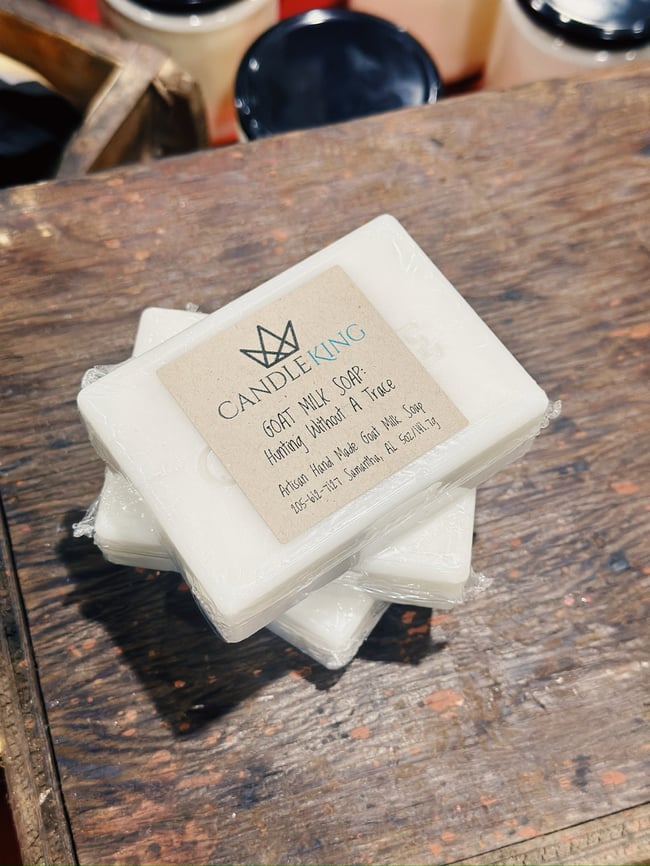 CANDLE KING
GOAT MILK SOAP:
Hunting Without A Trace
Artisan Hand Made Goat Milk Soap
205-612-7127 Samantha, AL 5oz/141.7g